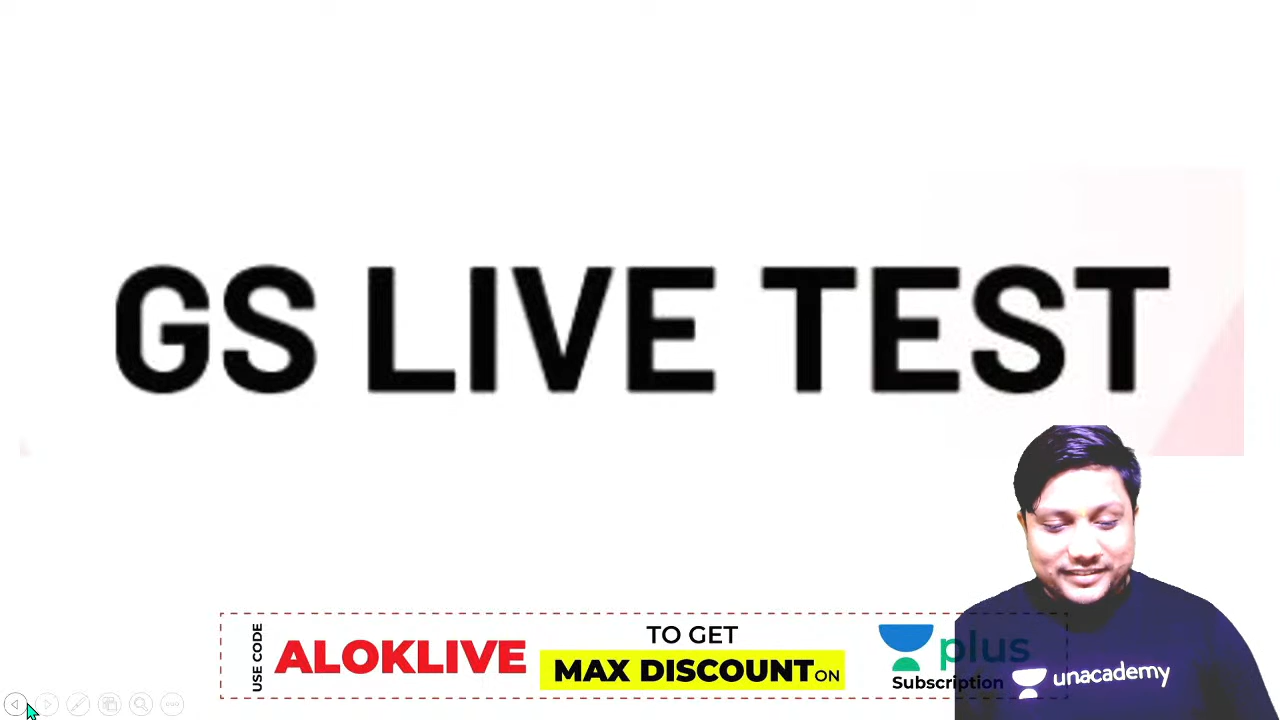 GS LIVE TEST
USE CODE
ALOKLIVE
TO GET
MAX DISCOUNT ON
plus
Subscription
unacademy